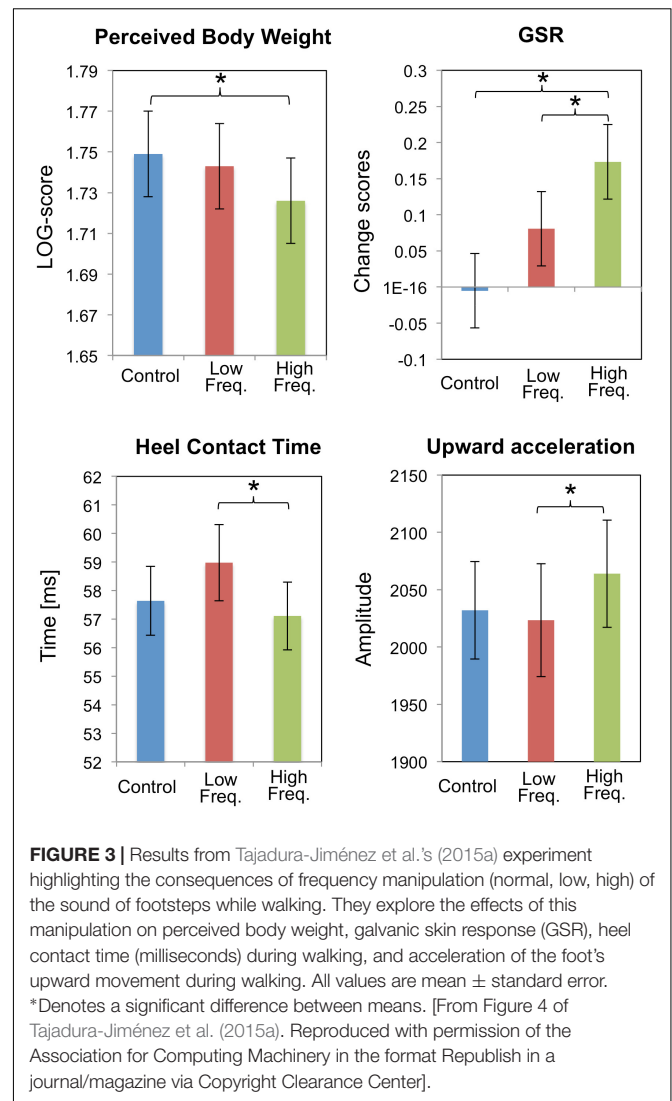 Perceived Body Weight
1.79
1.77
1.75
1.73
1.71
1.69
1.67
1.65
LOG-score
*
Control
Low
Freq.
High
Freq.
GSR
0.3
0.25
0.2
0.15
0.1
0.05
1E-16
-0.05
-0.1
Change scores
*
*
Control
Low
Freq.
High
Freq.
Heel Contact Time
62
61
60
59
58
57
56
55
54
53
52
Time [ms]
*
Control
Low
Freq.
High
Freq.
Upward acceleration
2150
2100
2050
2000
1950
1900
Amplitude
*
Control
Low
Freq.
High
Freq.
FIGURE 3 | Results from Tajadura-Jiménez et al.'s (2015a) experiment
highlighting the consequences of frequency manipulation (normal, low, high) of
the sound of footsteps while walking. They explore the effects of this
manipulation on perceived body weight, galvanic skin response (GSR), heel
contact time (milliseconds) during walking, and acceleration of the foot's
upward movement during walking. All values are mean ± standard error.
*Denotes a significant difference between means. [From Figure 4 of
Tajadura-Jiménez et al. (2015a). Reproduced with permission of the
Association for Computing Machinery in the format Republish in a
journal/magazine via Copyright Clearance Center].